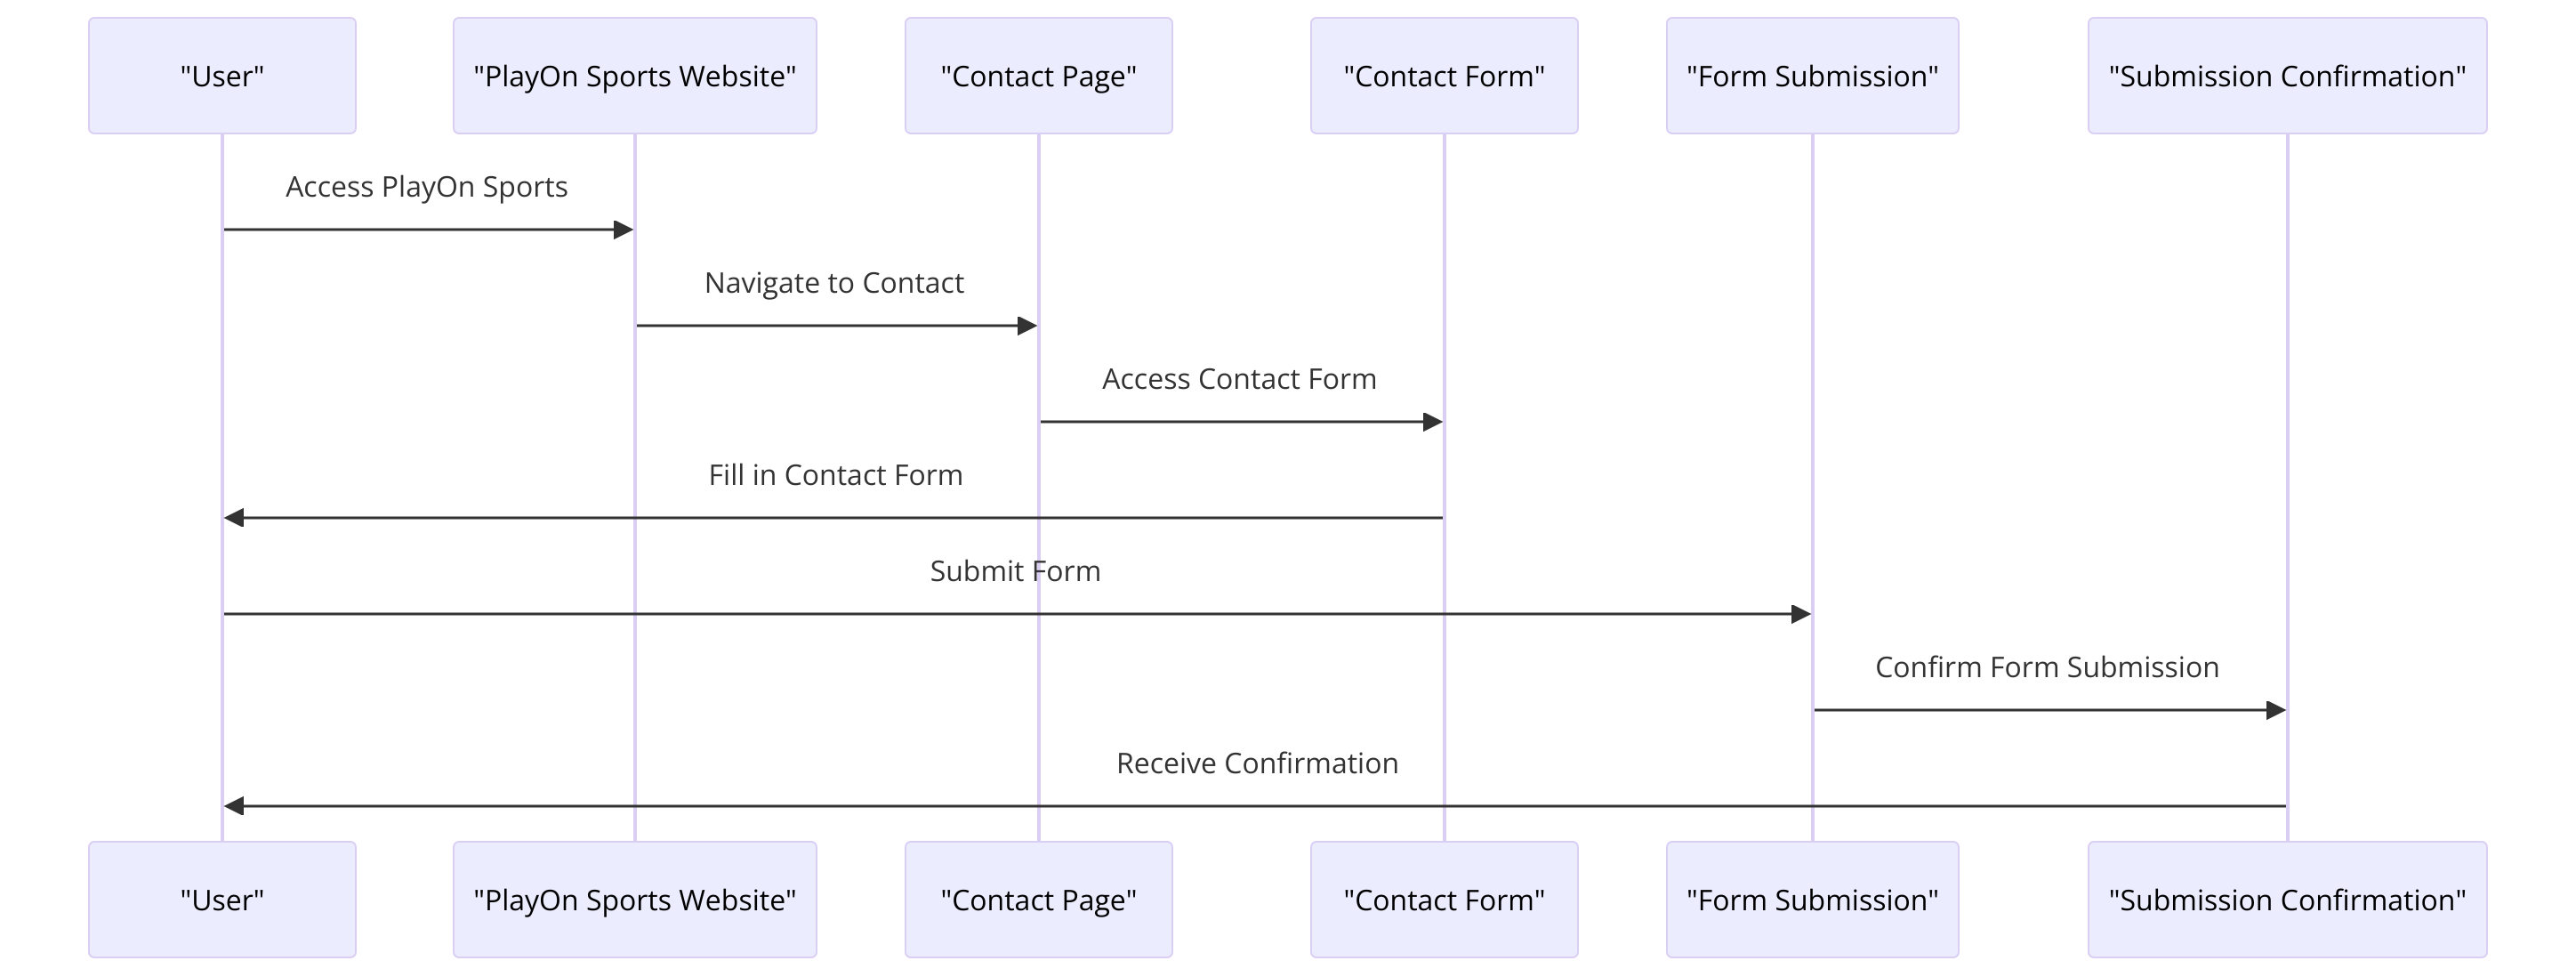 "User"
"PlayOn Sports Website"
"Contact Page"
"Contact Form"
"Form Submission"
"Submission Confirmation"
Access PlayOn Sports
Navigate to Contact
Access Contact Form
Fill in Contact Form
Submit Form
Confirm Form Submission
Receive Confirmation
"User"
"PlayOn Sports Website"
"Contact Page"
"Contact Form"
"Form Submission"
"Submission Confirmation"